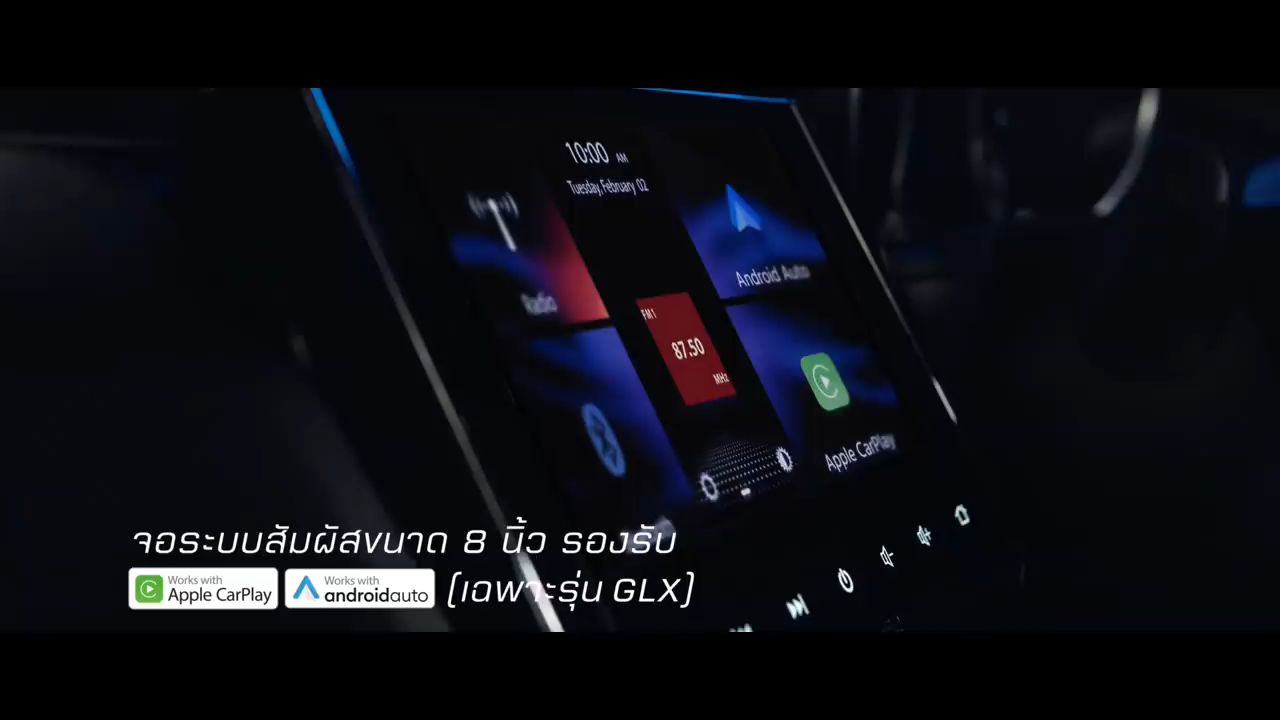 10:00 AM
Tuesday, February 02
Radio
Android Auto
FM1
87.50
MHz
Apple CarPlay
จอระบบสัมผัสขนาด 8 นิ้ว รองรับ
Works with Apple CarPlay Works with androidauto (เฉพาะรุ่น GLX)